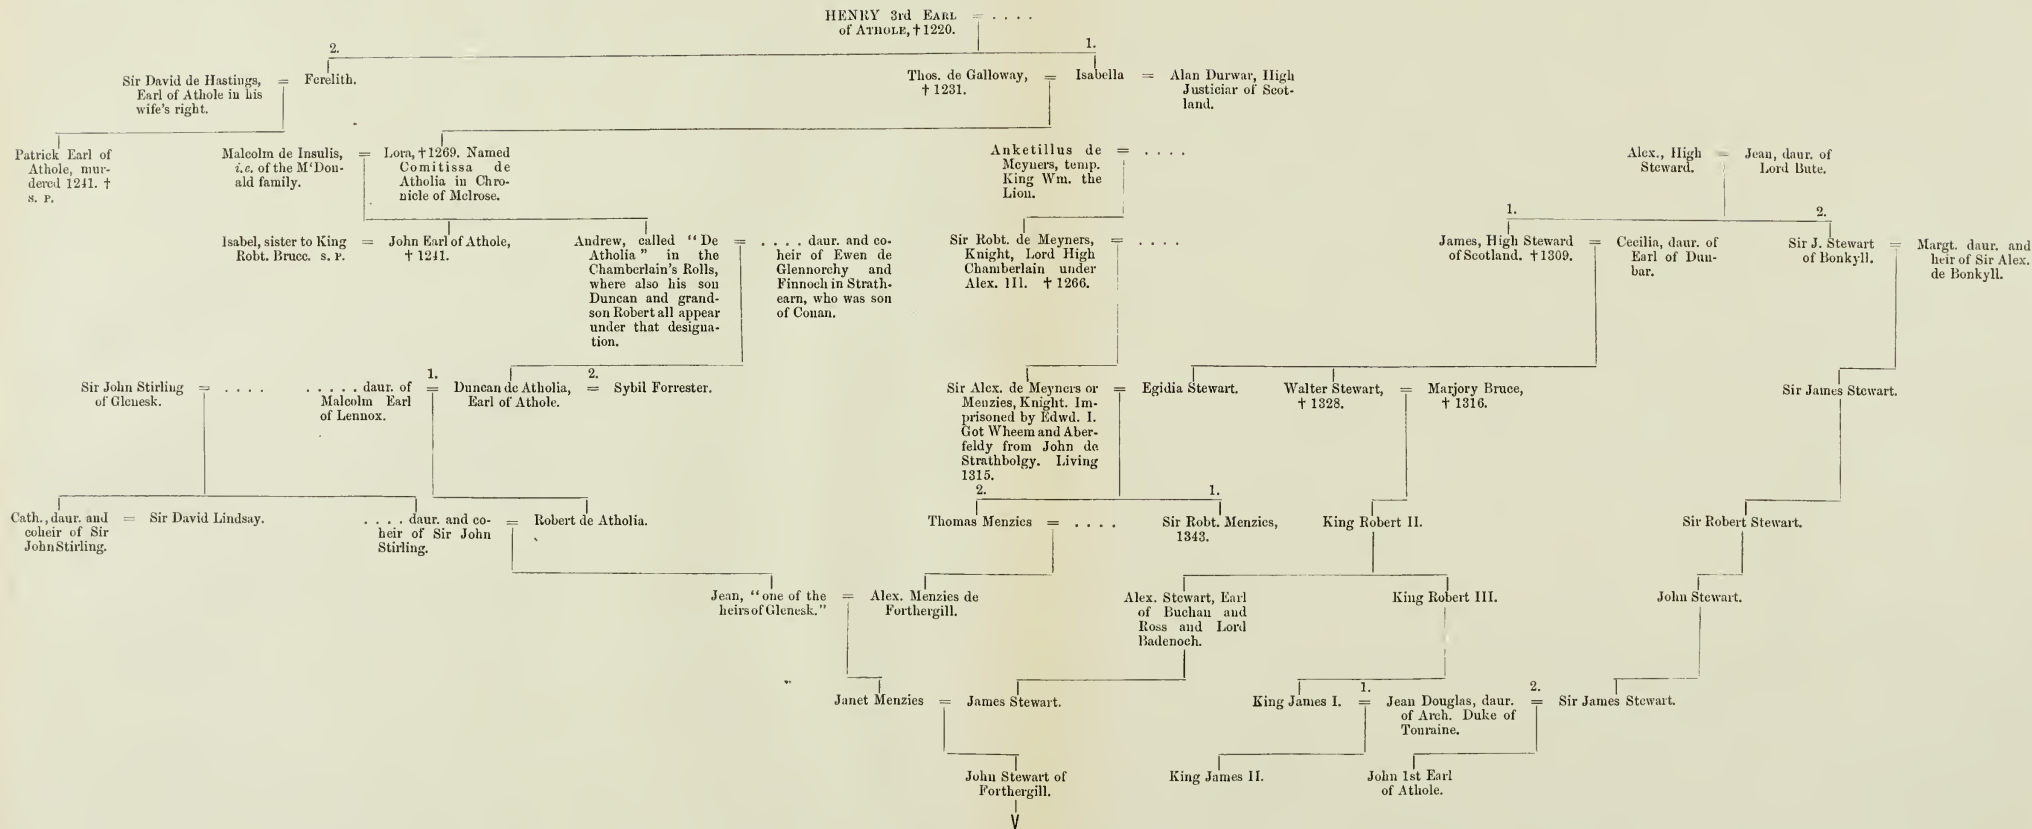 HENRY 3rd EARL = . . . .
of ATHOLE, † 1220.
2.
1.
Sir David de Hastings,
Earl of Athole in his
wife's right.
=
Ferelith.
Thos. de Galloway,
† 1231.
=
Isabella
=
Alan Durwar, High
Justiciar of Scot-
land.
Patrick Earl of
Athole, mur-
dered 1241. †
s. p.
Malcolm de Insulis,
i.e. of the M‘Don-
ald family.
=
Lora, † 1269. Named
Comitissa de
Atholia in Chro-
nicle of Melrose.
Anketillus de
Meyners, temp.
King Wm. the
Lion.
= . . . .
Alex., High
Steward.
=
Jean, daur. of
Lord Bute.
1.
2.
Isabel, sister to King
Robt. Bruce. s. p.
=
John Earl of Athole,
† 1241.
Andrew, called “De
Atholia” in the
Chamberlain's Rolls,
where also his son
Duncan and grand-
son Robert all appear
under that designa-
tion.
=
. . . . daur. and co-
heir of Ewen de
Glennorchy and
Finnoch in Strath-
earn, who was son
of Conan.
Sir Robt. de Meyners,
Knight, Lord High
Chamberlain under
Alex. III. † 1266.
= . . . .
James, High Steward
of Scotland. † 1309.
=
Cecilia, daur. of
Earl of Dun-
bar.
Sir J. Stewart
of Bonkyll.
=
Margt. daur. and
heir of Sir Alex.
de Bonkyll.
Sir John Stirling
of Glenesk.
= . . . .
. . . . . daur. of
Malcolm Earl
of Lennox.
1.
=
Duncan de Atholia,
Earl of Athole.
2.
=
Sybil Forrester.
Sir Alex. de Meyners or
Menzies, Knight. Im-
prisoned by Edwd. I.
Got Wheem and Aber-
feldy from John de
Strathbolgy. Living
1315.
=
Egidia Stewart.
Walter Stewart,
† 1328.
=
Marjory Bruce,
† 1316.
Sir James Stewart.
2.
1.
Cath., daur. and
coheir of Sir
John Stirling.
=
Sir David Lindsay.
. . . . daur. and co-
heir of Sir John
Stirling.
=
Robert de Atholia.
Thomas Menzies
= . . . .
Sir Robt. Menzies,
1343.
King Robert II.
Sir Robert Stewart.
Jean, “one of the
heirs of Glenesk.”
=
Alex. Menzies de
Forthergill.
Alex. Stewart, Earl
of Buchan and
Ross and Lord
Badenoch.
King Robert III.
John Stewart.
Janet Menzies
=
James Stewart.
King James I.
1.
=
Jean Douglas, daur.
of Arch. Duke of
Touraine.
2.
=
Sir James Stewart.
John Stewart of
Forthergill.
King James II.
John 1st Earl
of Athole.